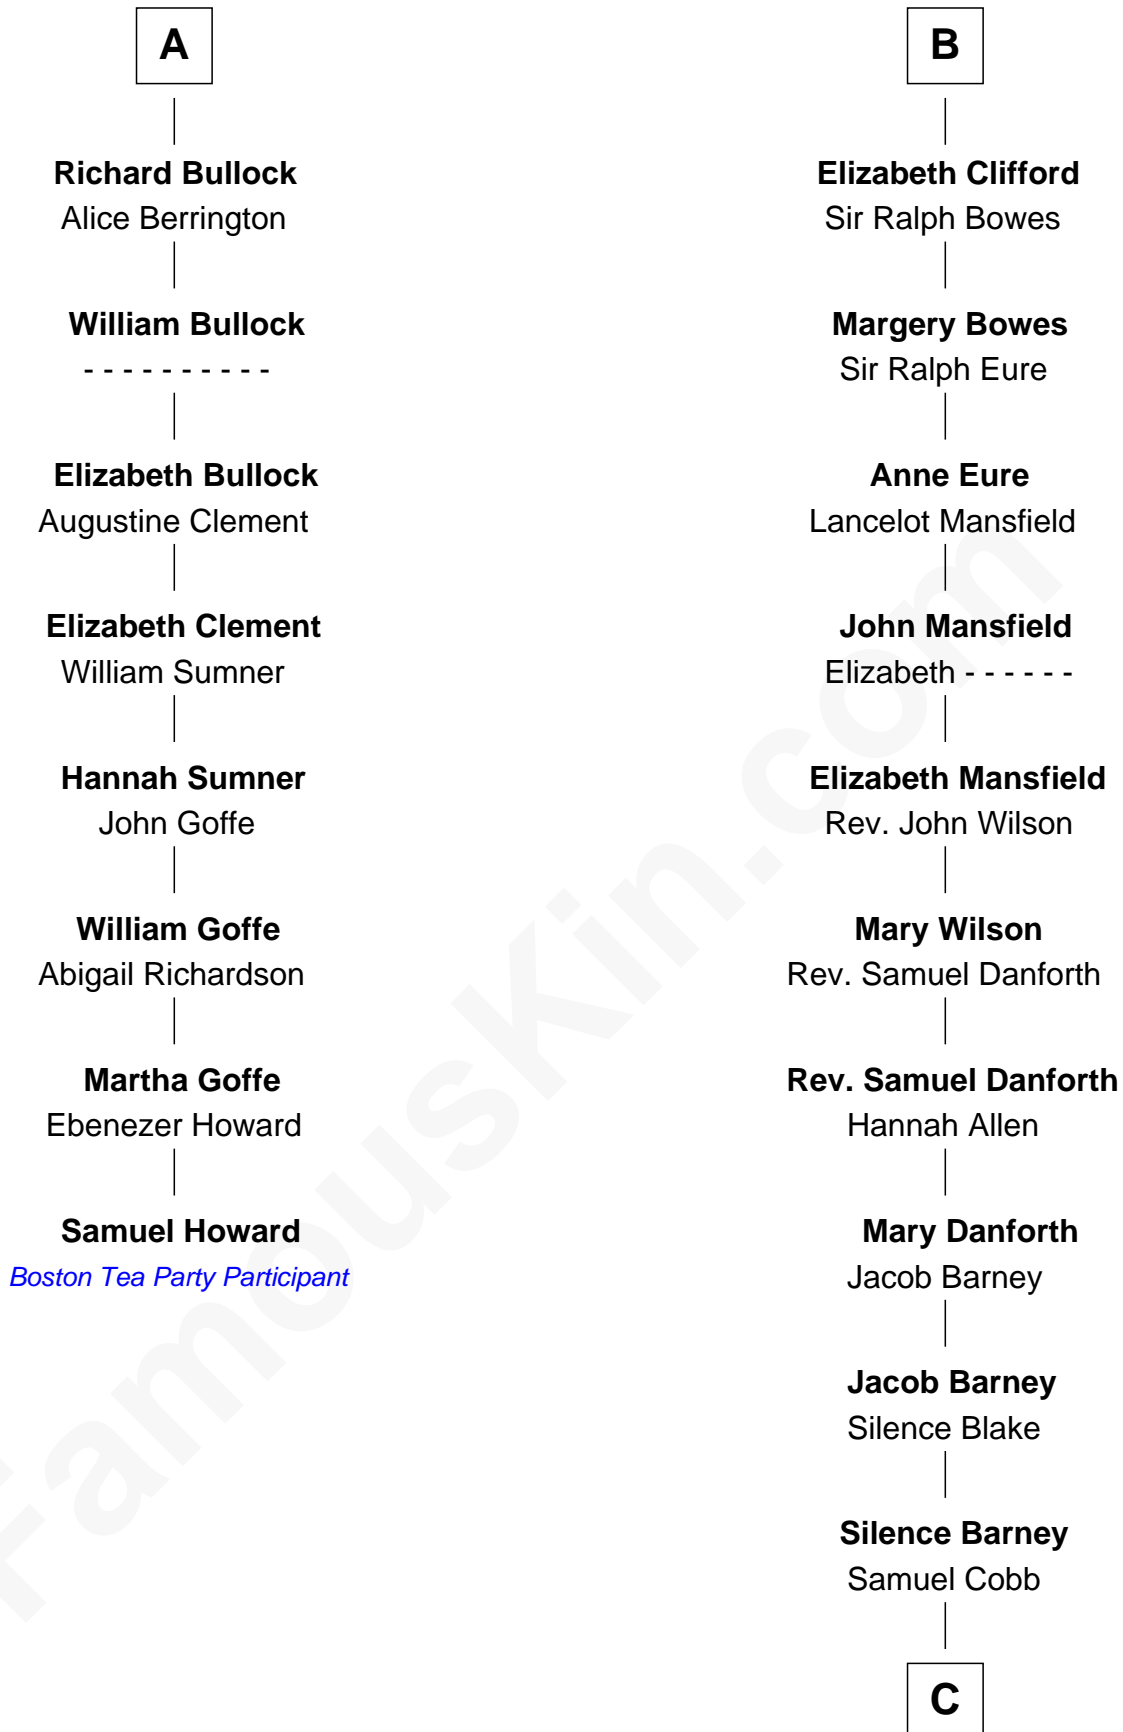 A
Richard Bullock
Alice Berrington
William Bullock
- - - - - - - - - -
Elizabeth Bullock
Augustine Clement
Elizabeth Clement
William Sumner
Hannah Sumner
John Goffe
William Goffe
Abigail Richardson
Martha Goffe
Ebenezer Howard
Samuel Howard
Boston Tea Party Participant
B
Elizabeth Clifford
Sir Ralph Bowes
Margery Bowes
Sir Ralph Eure
Anne Eure
Lancelot Mansfield
John Mansfield
Elizabeth - - - - - -
Elizabeth Mansfield
Rev. John Wilson
Mary Wilson
Rev. Samuel Danforth
Rev. Samuel Danforth
Hannah Allen
Mary Danforth
Jacob Barney
Jacob Barney
Silence Blake
Silence Barney
Samuel Cobb
C
FamousKin.com